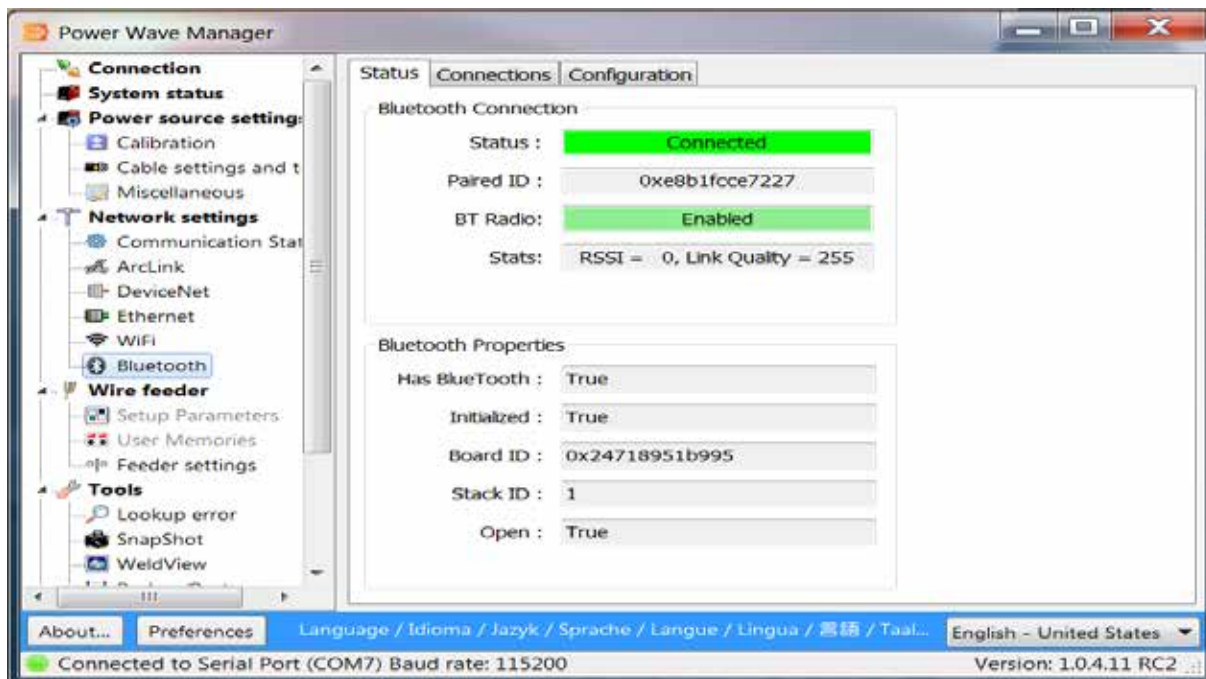 Power Wave Manager
Connection
System status
Power source setting
Calibration
Cable settings and t
Miscellaneous
Network settings
Communication Stat
ArcLink
DeviceNet
Ethernet
WiFi
Bluetooth
Wire feeder
Setup Parameters
User Memories
Feeder settings
Tools
Lookup error
SnapShot
WeldView
Status Connections Configuration
Bluetooth Connection
Status : Connected
Paired ID : 0xe8b1fcce7227
BT Radio: Enabled
Stats: RSSI = 0, Link Quality = 255
Bluetooth Properties
Has BlueTooth : True
Initialized : True
Board ID : 0x24718951b995
Stack ID : 1
Open : True
About... Preferences Language / Idioma / Jazyk / Sprache / Langue / Lingua / 言語 / Taal... English - United States
Connected to Serial Port (COM7) Baud rate: 115200 Version: 1.0.4.11 RC2